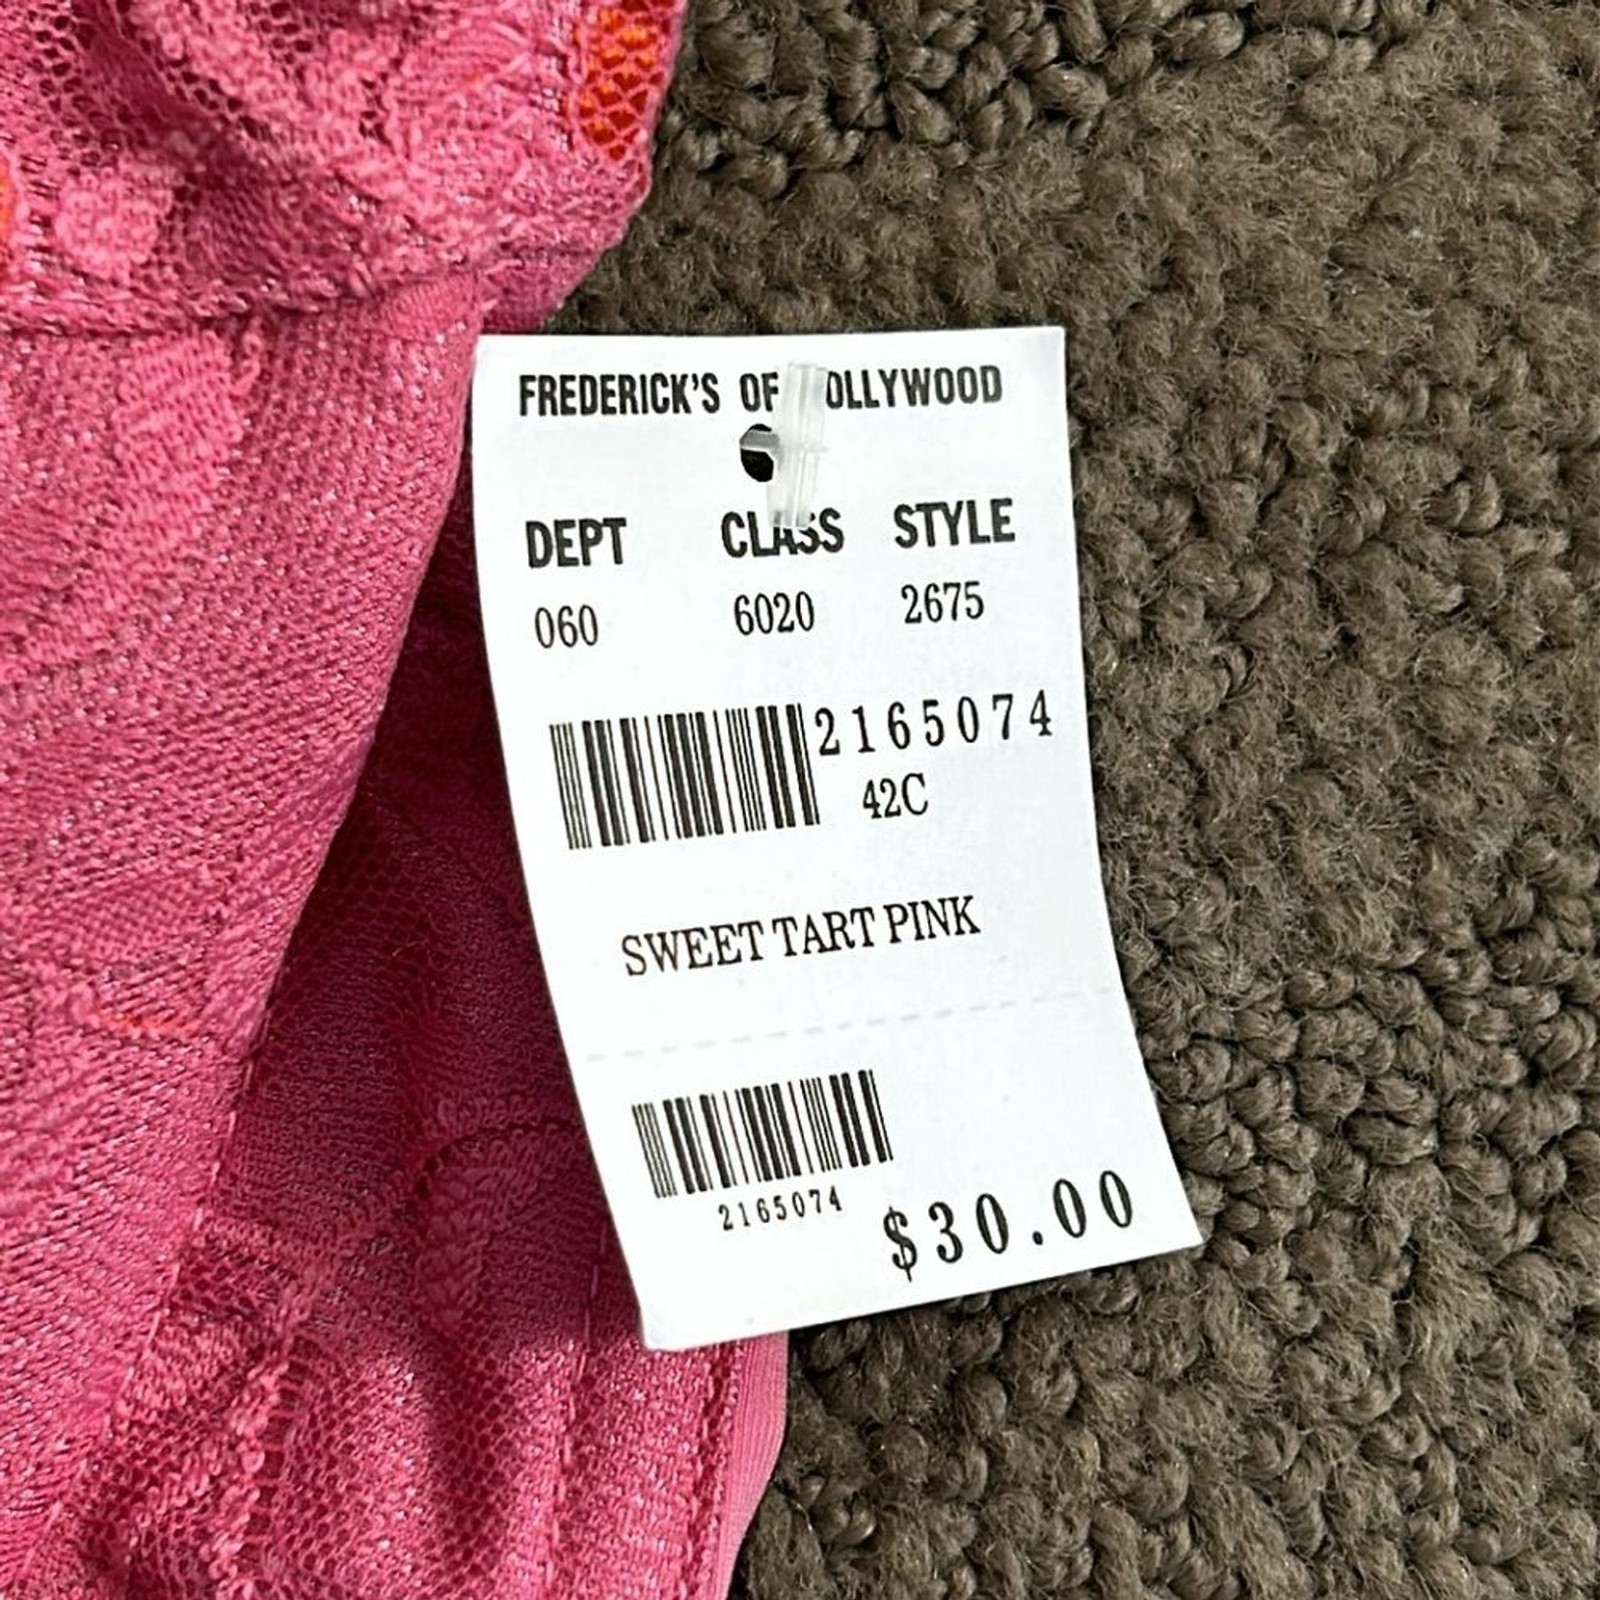 FREDERICK'S OF OLLYWOOD
DEPT CLASS STYLE
060 6020 2675
2165074
42C
SWEET TART PINK
2165074
$30.00